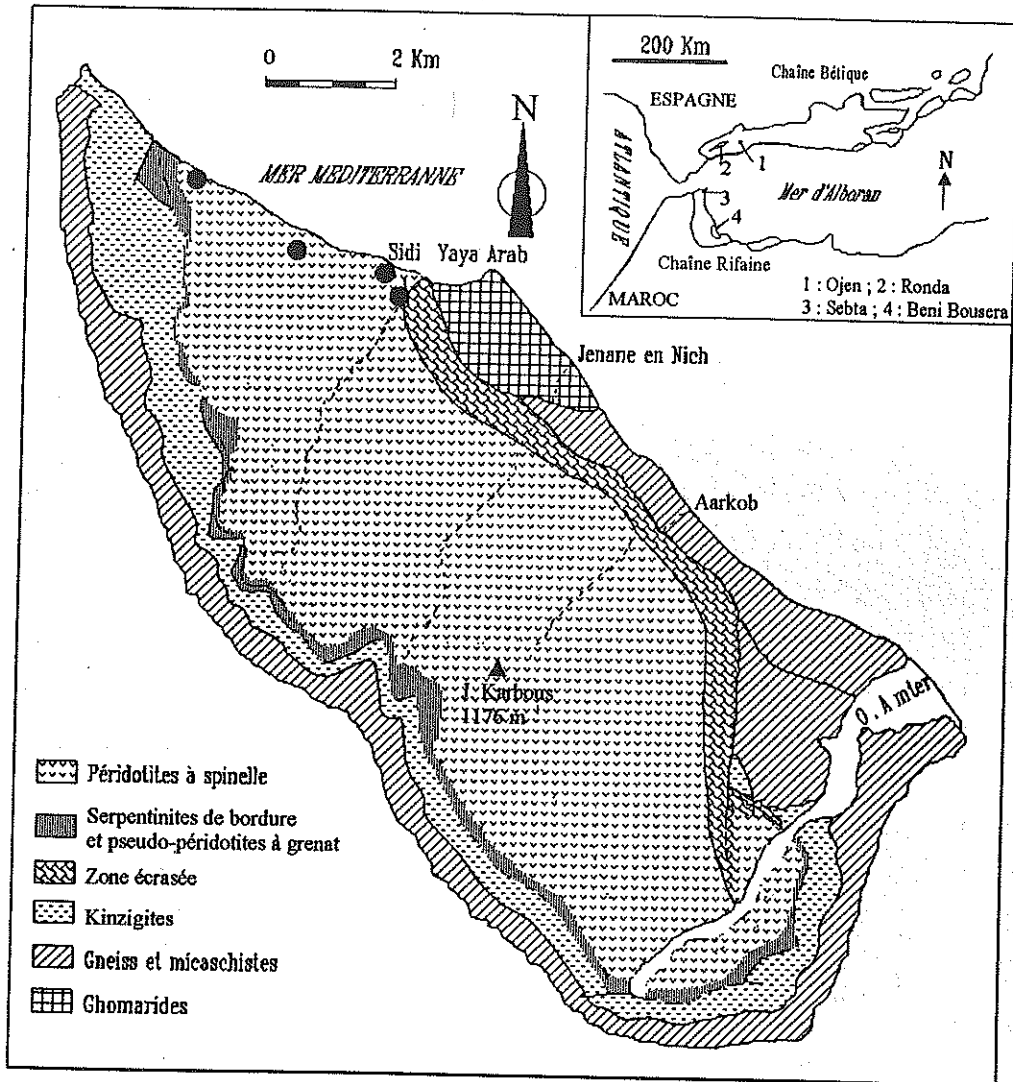 0 2 Km
N
MER MEDITERRANNE
Sidi Yaya Arab
Jenane en Nich
Aarkob
O. Amter
J. Karbous
1176 m
200 Km
Chaîne Bétique
ESPAGNE
ATLANTIQUE
1
2
N
3
Mer d'Alboran
4
Chaîne Rifaine
MAROC
1 : Ojen ; 2 : Ronda
3 : Sebta ; 4 : Beni Bousera
Péridotites à spinelle
Serpentinites de bordure
et pseudo-péridotites à grenat
Zone écrasée
Kinzigites
Gneiss et micaschistes
Ghomarides